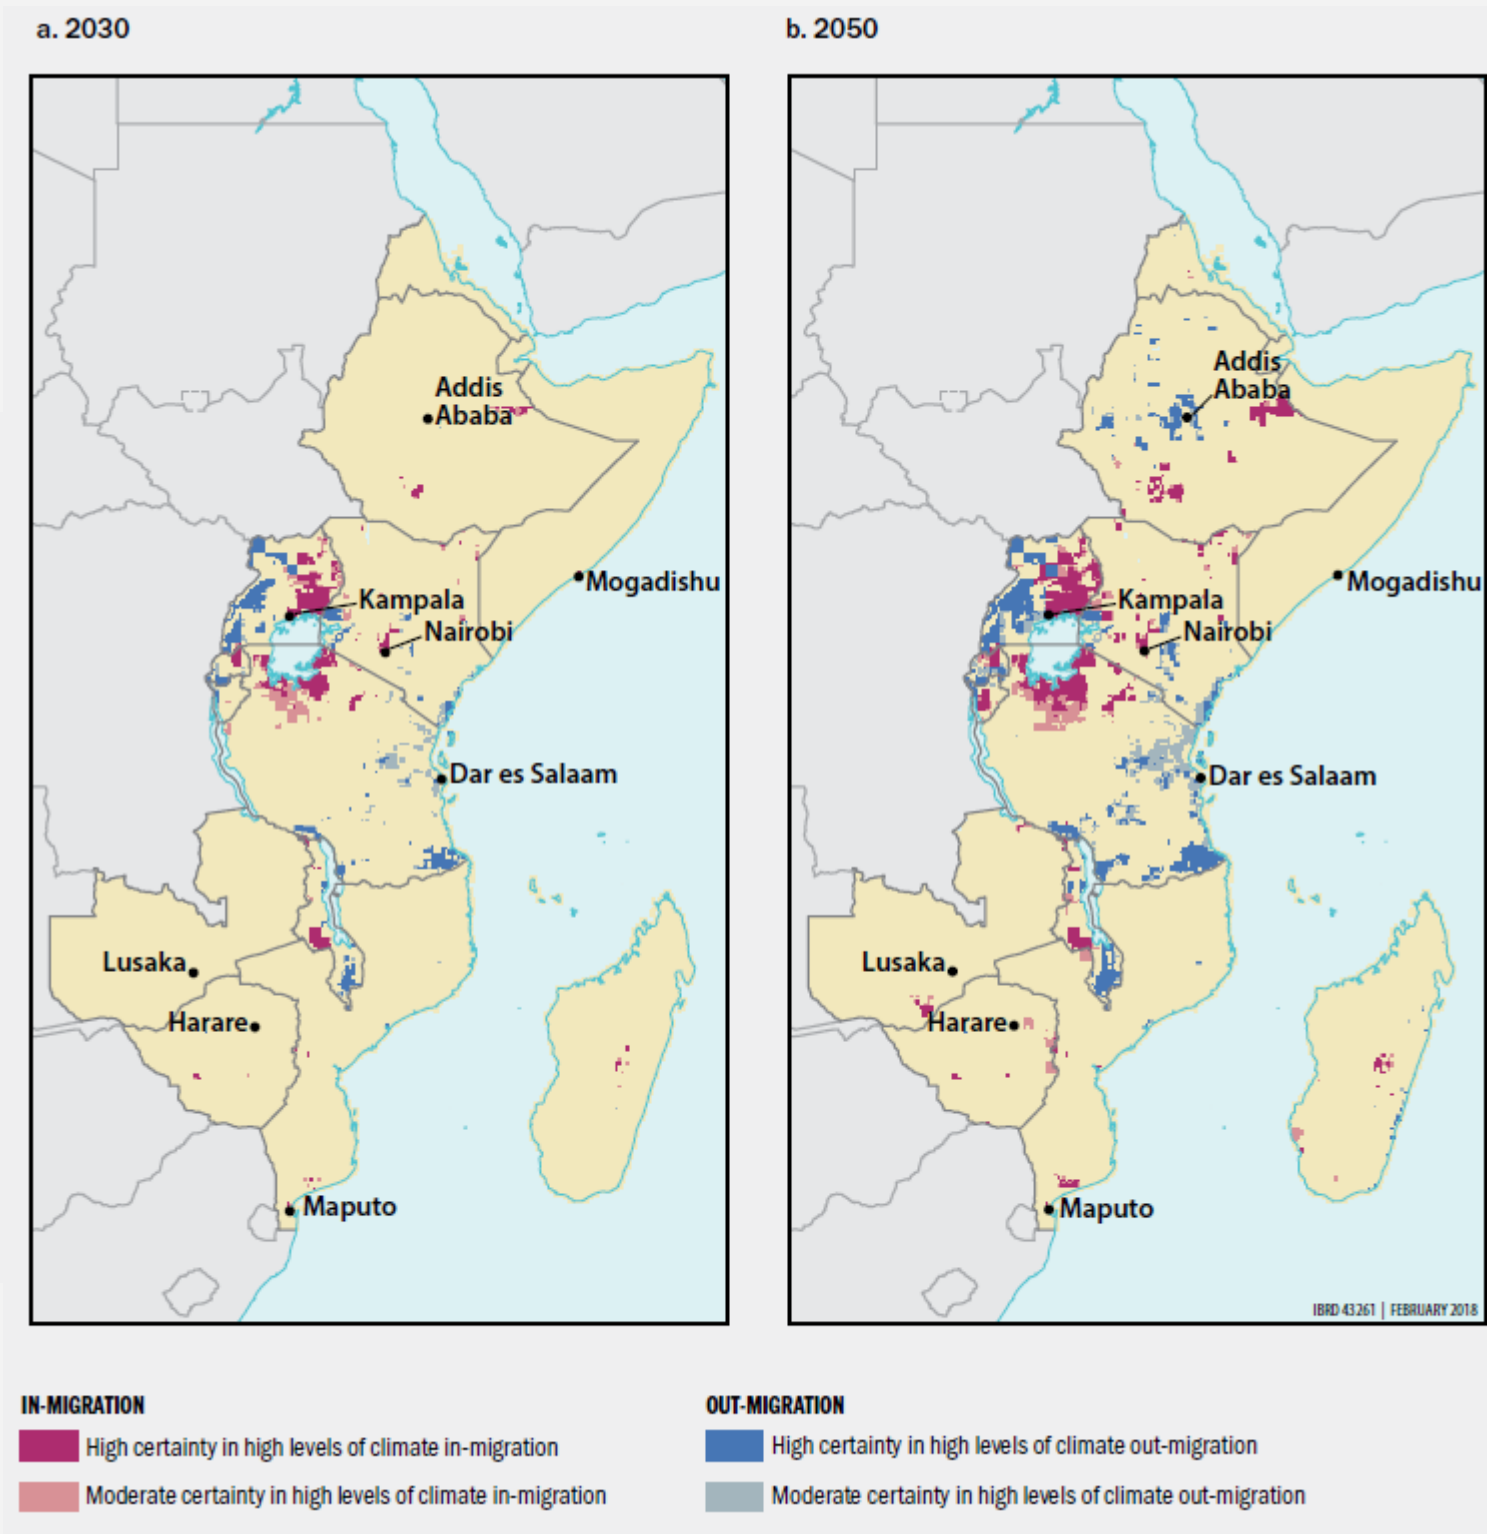 a. 2030
b. 2050
Addis
Ababa
Kampala
Nairobi
Mogadishu
Dar es Salaam
Lusaka
Harare
Maputo
Addis
Ababa
Kampala
Nairobi
Mogadishu
Dar es Salaam
Lusaka
Harare
Maputo
IBRD 43261 | FEBRUARY 2018
IN-MIGRATION
High certainty in high levels of climate in-migration
Moderate certainty in high levels of climate in-migration
OUT-MIGRATION
High certainty in high levels of climate out-migration
Moderate certainty in high levels of climate out-migration